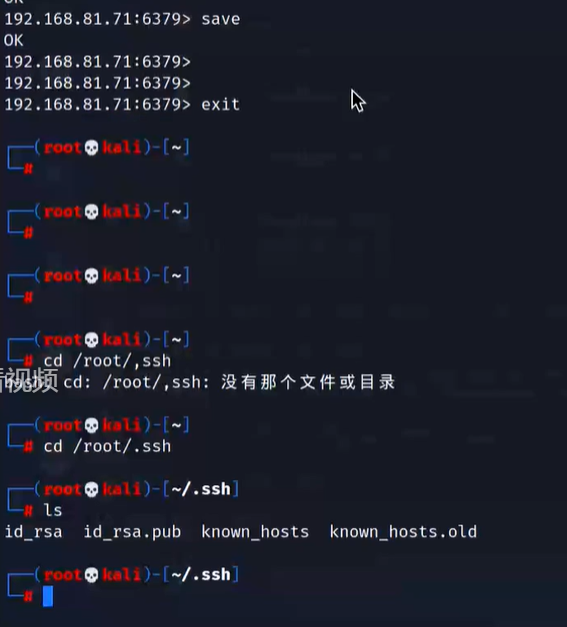 OK
192.168.81.71:6379> save
OK
192.168.81.71:6379>
192.168.81.71:6379>
192.168.81.71:6379> exit
┌──(root💀kali)-[~]
└─#
┌──(root💀kali)-[~]
└─#
┌──(root💀kali)-[~]
└─#
┌──(root💀kali)-[~]
└─# cd /root/,ssh
cd: /root/,ssh: 没有那个文件或目录
看视频
┌──(root💀kali)-[~]
└─# cd /root/.ssh
┌──(root💀kali)-[~/.ssh]
└─# ls
id_rsa  id_rsa.pub  known_hosts  known_hosts.old
┌──(root💀kali)-[~/.ssh]
└─#